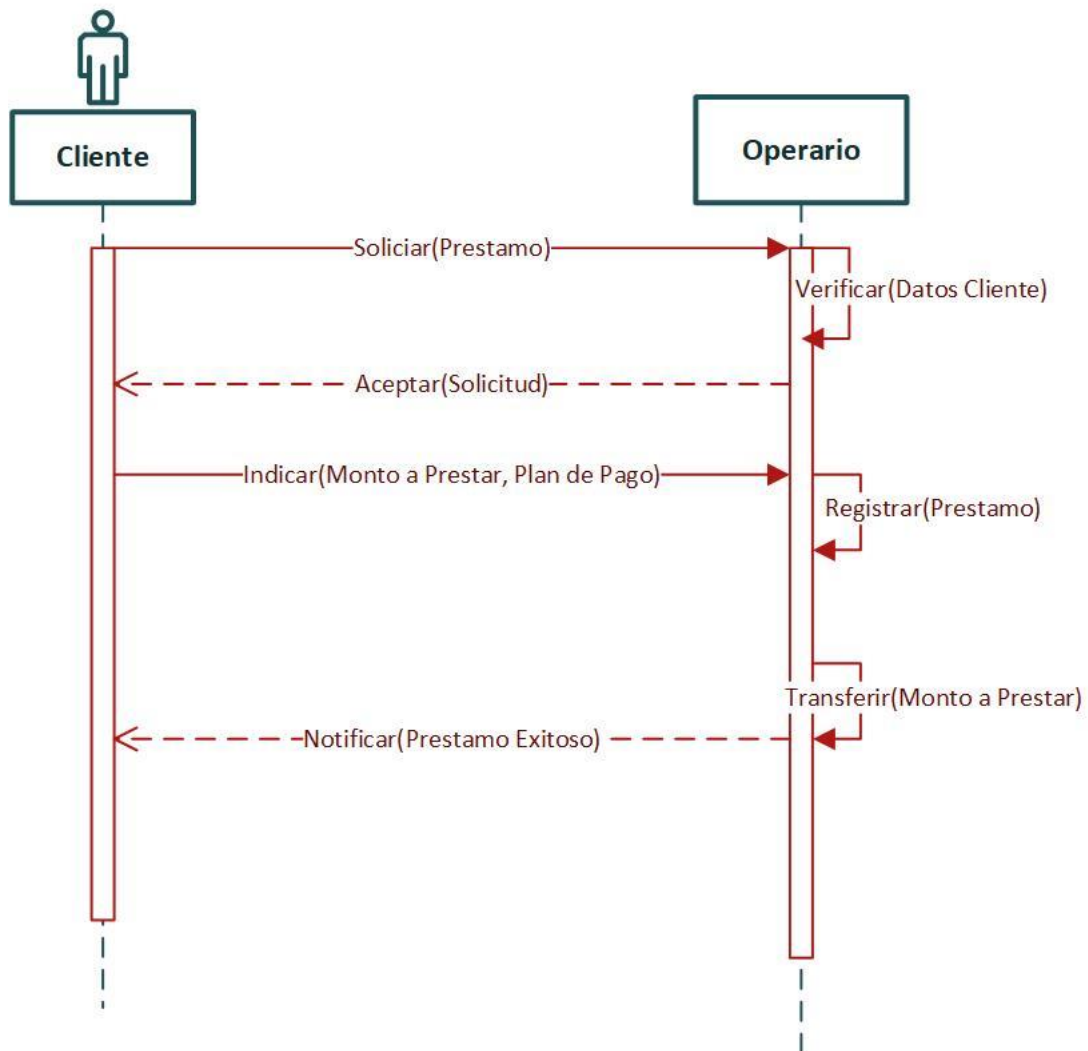 Cliente
Operario
Soliciar(Prestamo)
Verificar(Datos Cliente)
Aceptar(Solicitud)
Indicar(Monto a Prestar, Plan de Pago)
Registrar(Prestamo)
Transferir(Monto a Prestar)
Notificar(Prestamo Exitoso)